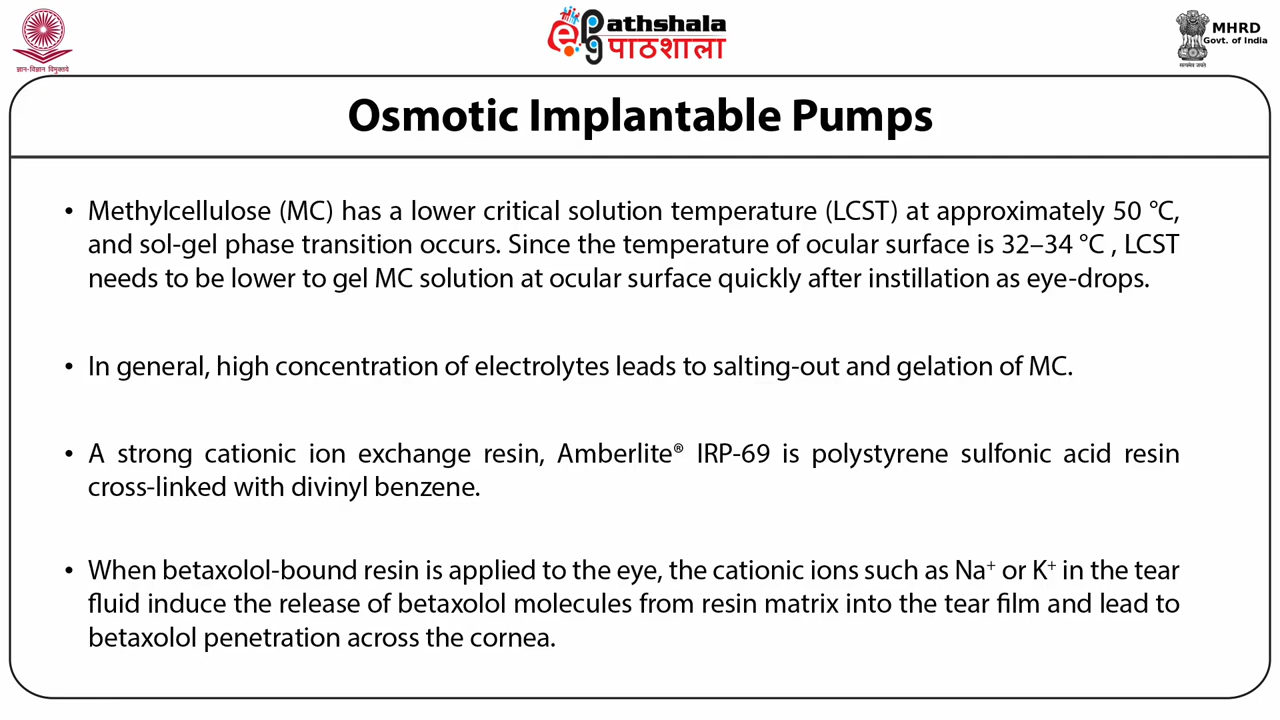 ज्ञान-विज्ञान विमुक्तये
ePathshala
पाठशाला
MHRD
Govt. of India
सत्यमेव जयते
Osmotic Implantable Pumps
• Methylcellulose (MC) has a lower critical solution temperature (LCST) at approximately 50 °C,
and sol-gel phase transition occurs. Since the temperature of ocular surface is 32–34 °C , LCST
needs to be lower to gel MC solution at ocular surface quickly after instillation as eye-drops.
• In general, high concentration of electrolytes leads to salting-out and gelation of MC.
• A strong cationic ion exchange resin, Amberlite® IRP-69 is polystyrene sulfonic acid resin
cross-linked with divinyl benzene.
• When betaxolol-bound resin is applied to the eye, the cationic ions such as Na⁺ or K⁺ in the tear
fluid induce the release of betaxolol molecules from resin matrix into the tear film and lead to
betaxolol penetration across the cornea.